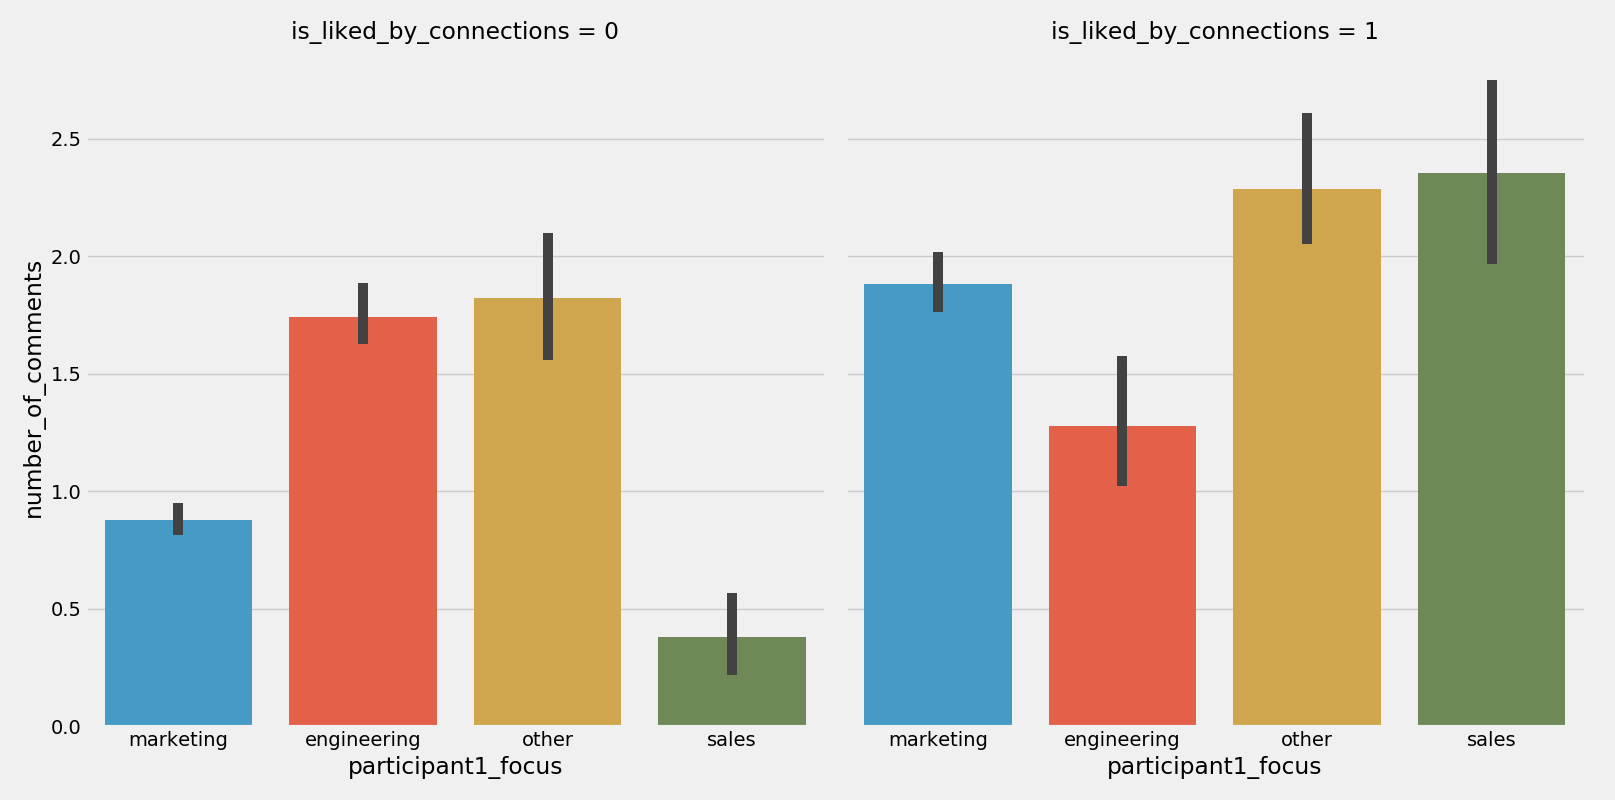 is_liked_by_connections = 0
is_liked_by_connections = 1
number_of_comments
2.5
2.0
1.5
1.0
0.5
0.0
marketing engineering other sales
marketing engineering other sales
participant1_focus
participant1_focus